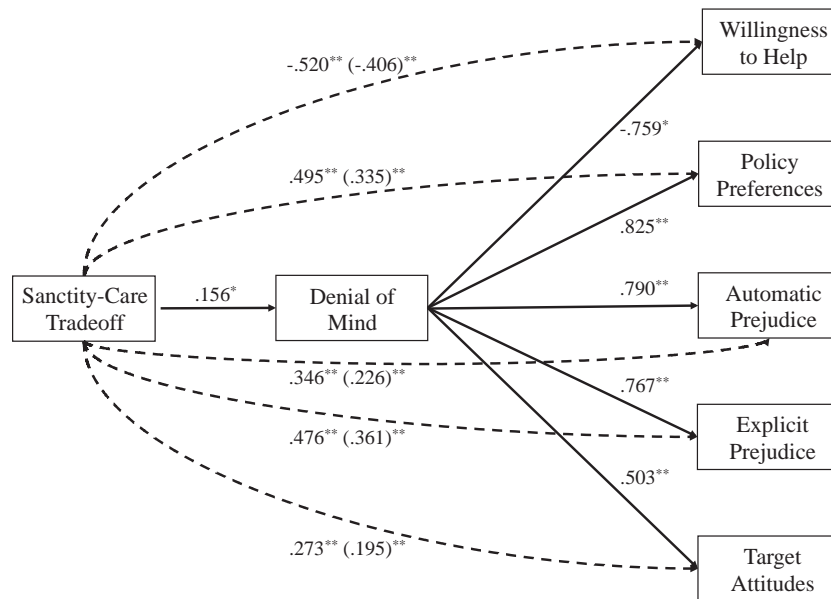 Willingness
to Help
-.520** (-.406)**
-.759*
.495** (.335)**
Policy
Preferences
.825**
Sanctity-Care
Tradeoff
.156*
Denial of
Mind
.790**
Automatic
Prejudice
.346** (.226)**
.767**
.476** (.361)**
Explicit
Prejudice
.503**
.273** (.195)**
Target
Attitudes